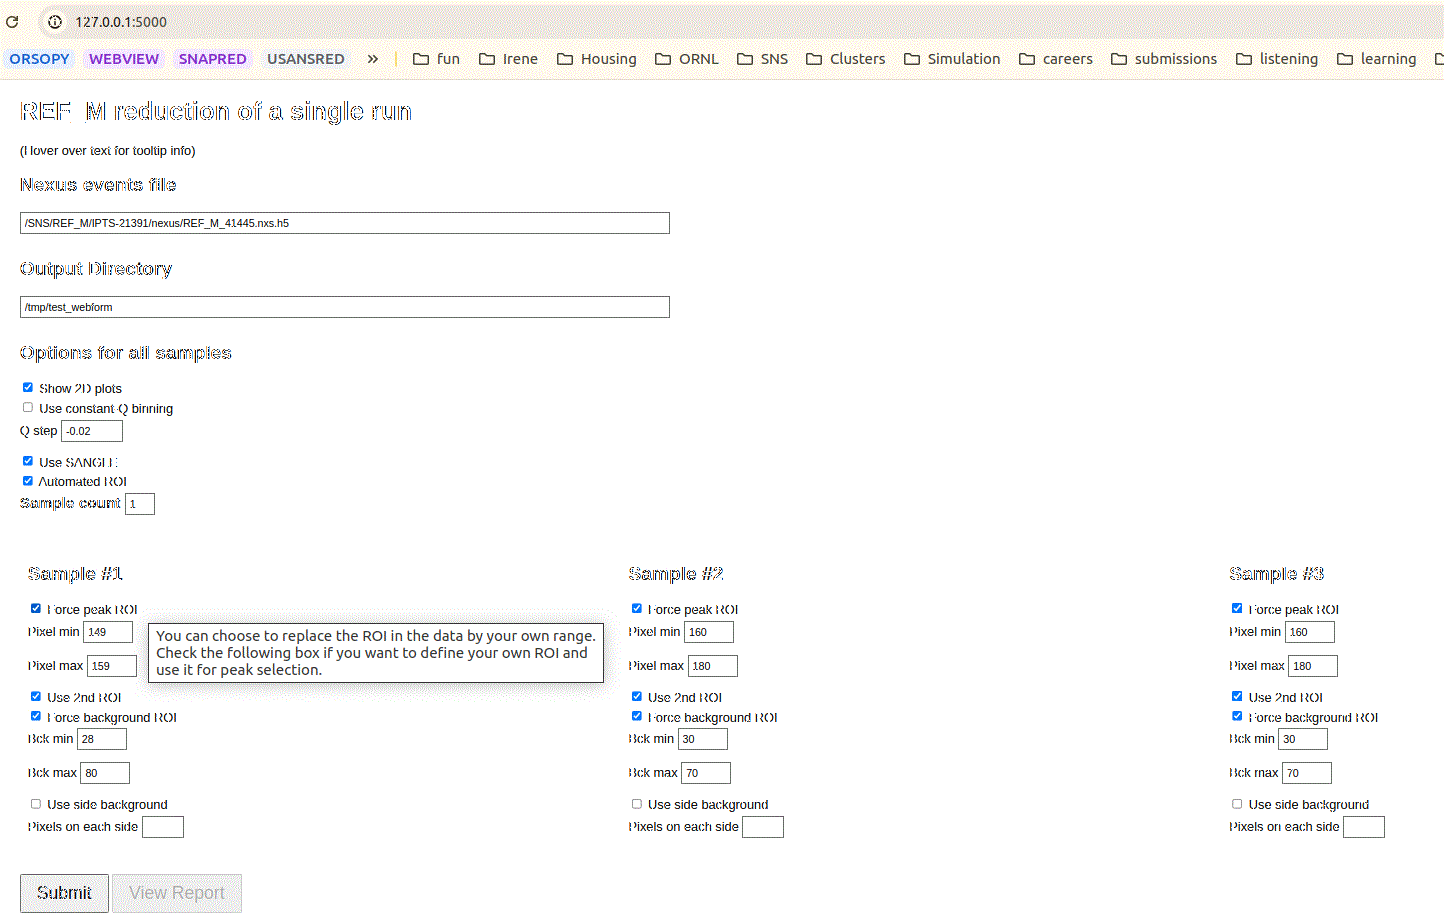 127.0.0.1:5000
ORSOPY WEBVIEW SNAPRED USANSRED » fun Irene Housing ORNL SNS Clusters Simulation careers submissions listening learning
REF_M reduction of a single run
(Hover over text for tooltip info)
Nexus events file
/SNS/REF_M/IPTS-21391/nexus/REF_M_41445.nxs.h5
Output Directory
/tmp/test_webform
Options for all samples
Show 2D plots
Use constant-Q binning
Q step -0.02
Use SANGLE
Automated ROI
Sample count 1
Sample #1 Sample #2 Sample #3
Force peak ROI Force peak ROI Force peak ROI
Pixel min 149 Pixel min 160 Pixel min 160
You can choose to replace the ROI in the data by your own range.
Check the following box if you want to define your own ROI and
use it for peak selection.
Pixel max 159 Pixel max 180 Pixel max 180
Use 2nd ROI Use 2nd ROI Use 2nd ROI
Force background ROI Force background ROI Force background ROI
Bck min 28 Bck min 30 Bck min 30
Bck max 80 Bck max 70 Bck max 70
Use side background Use side background Use side background
Pixels on each side Pixels on each side Pixels on each side
Submit View Report